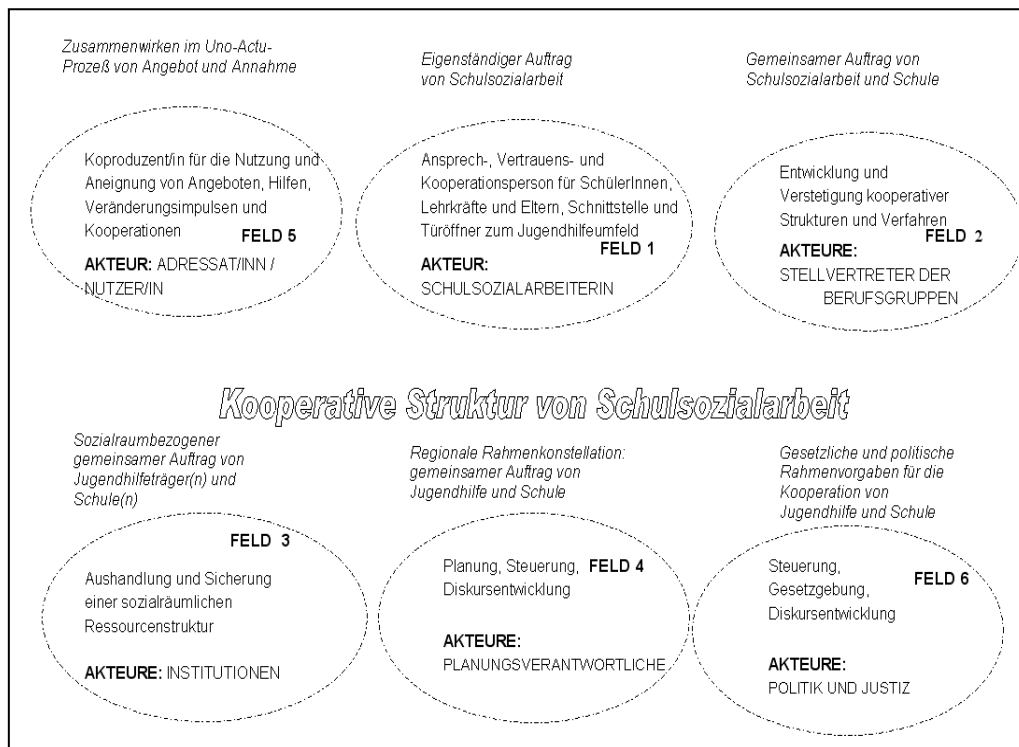 Zusammenwirken im Uno-Actu-
Prozeß von Angebot und Annahme
Koproduzent/in für die Nutzung und
Aneignung von Angeboten, Hilfen,
Veränderungsimpulsen und
Kooperationen
FELD 5
AKTEUR: ADRESSAT/INN /
NUTZER/IN
Eigenständiger Auftrag
von Schulsozialarbeit
Ansprech-, Vertrauens- und
Kooperationsperson für SchülerInnen,
Lehrkräfte und Eltern, Schnittstelle und
Türöffner zum Jugendhilfeumfeld
FELD 1
AKTEUR:
SCHULSOZIALARBEITERIN
Gemeinsamer Auftrag von
Schulsozialarbeit und Schule
Entwicklung und
Verstetigung kooperativer
Strukturen und Verfahren
FELD 2
AKTEURE:
STELLVERTRETER DER
BERUFSGRUPPEN
Kooperative Struktur von Schulsozialarbeit
Sozialraumbezogener
gemeinsamer Auftrag von
Jugendhilfeträger(n) und
Schule(n)
FELD 3
Aushandlung und Sicherung
einer sozialräumlichen
Ressourcenstruktur
AKTEURE: INSTITUTIONEN
Regionale Rahmenkonstellation:
gemeinsamer Auftrag von
Jugendhilfe und Schule
Planung, Steuerung, FELD 4
Diskursentwicklung
AKTEURE:
PLANUNGSVERANTWORTLICHE
Gesetzliche und politische
Rahmenvorgaben für die
Kooperation von
Jugendhilfe und Schule
Steuerung,
FELD 6
Gesetzgebung,
Diskursentwicklung
AKTEURE:
POLITIK UND JUSTIZ